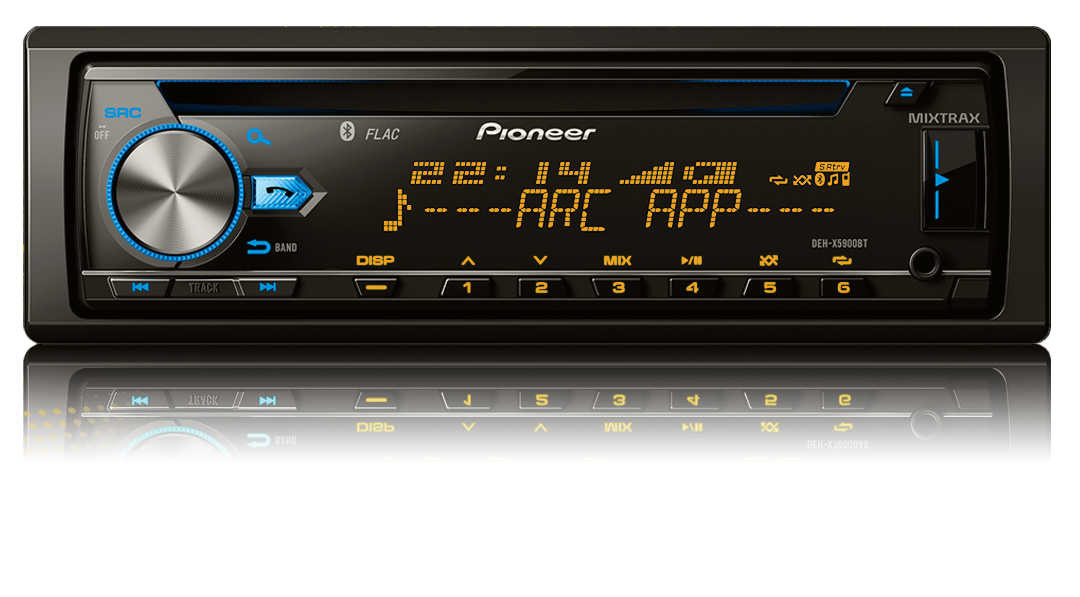 SRC
OFF
FLAC
Pioneer
MIXTRAX
22:14
S.Rtrv
----ARC APP----
BAND
DEH-X5900BT
DISP
MIX
TRACK
1 2 3 4 5 6